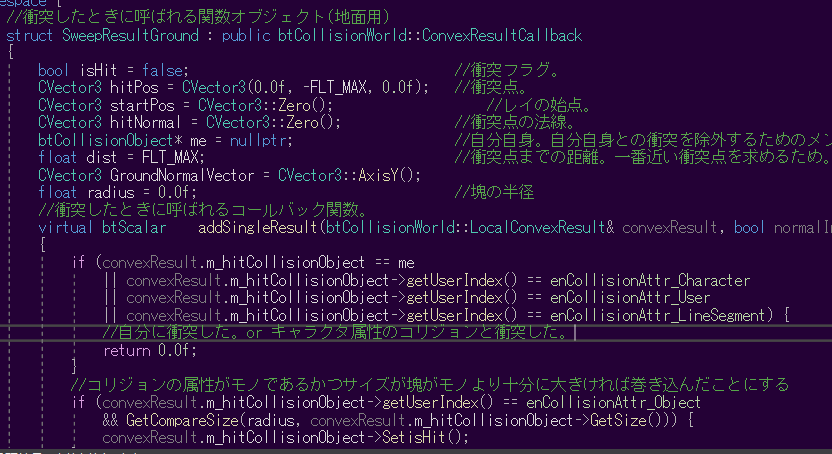 espace {
//衝突したときに呼ばれる関数オブジェクト(地面用)
struct SweepResultGround : public btCollisionWorld::ConvexResultCallback
{
bool isHit = false; //衝突フラグ。
CVector3 hitPos = CVector3(0.0f, -FLT_MAX, 0.0f); //衝突点。
CVector3 startPos = CVector3::Zero(); //レイの始点。
CVector3 hitNormal = CVector3::Zero(); //衝突点の法線。
btCollisionObject* me = nullptr; //自分自身。自分自身との衝突を除外するためのメン
float dist = FLT_MAX; //衝突点までの距離。一番近い衝突点を求めるため。
CVector3 GroundNormalVector = CVector3::AxisY();
float radius = 0.0f; //塊の半径
//衝突したときに呼ばれるコールバック関数。
virtual btScalar addSingleResult(btCollisionWorld::LocalConvexResult& convexResult, bool normalIn
{
if (convexResult.m_hitCollisionObject == me
|| convexResult.m_hitCollisionObject->getUserIndex() == enCollisionAttr_Character
|| convexResult.m_hitCollisionObject->getUserIndex() == enCollisionAttr_User
|| convexResult.m_hitCollisionObject->getUserIndex() == enCollisionAttr_LineSegment) {
//自分に衝突した。or キャラクタ属性のコリジョンと衝突した。
return 0.0f;
}
//コリジョンの属性がモノであるかつサイズが塊がモノより十分に大きければ巻き込んだことにする
if (convexResult.m_hitCollisionObject->getUserIndex() == enCollisionAttr_Object
&& GetCompareSize(radius, convexResult.m_hitCollisionObject->GetSize())) {
convexResult.m_hitCollisionObject->SetisHit();